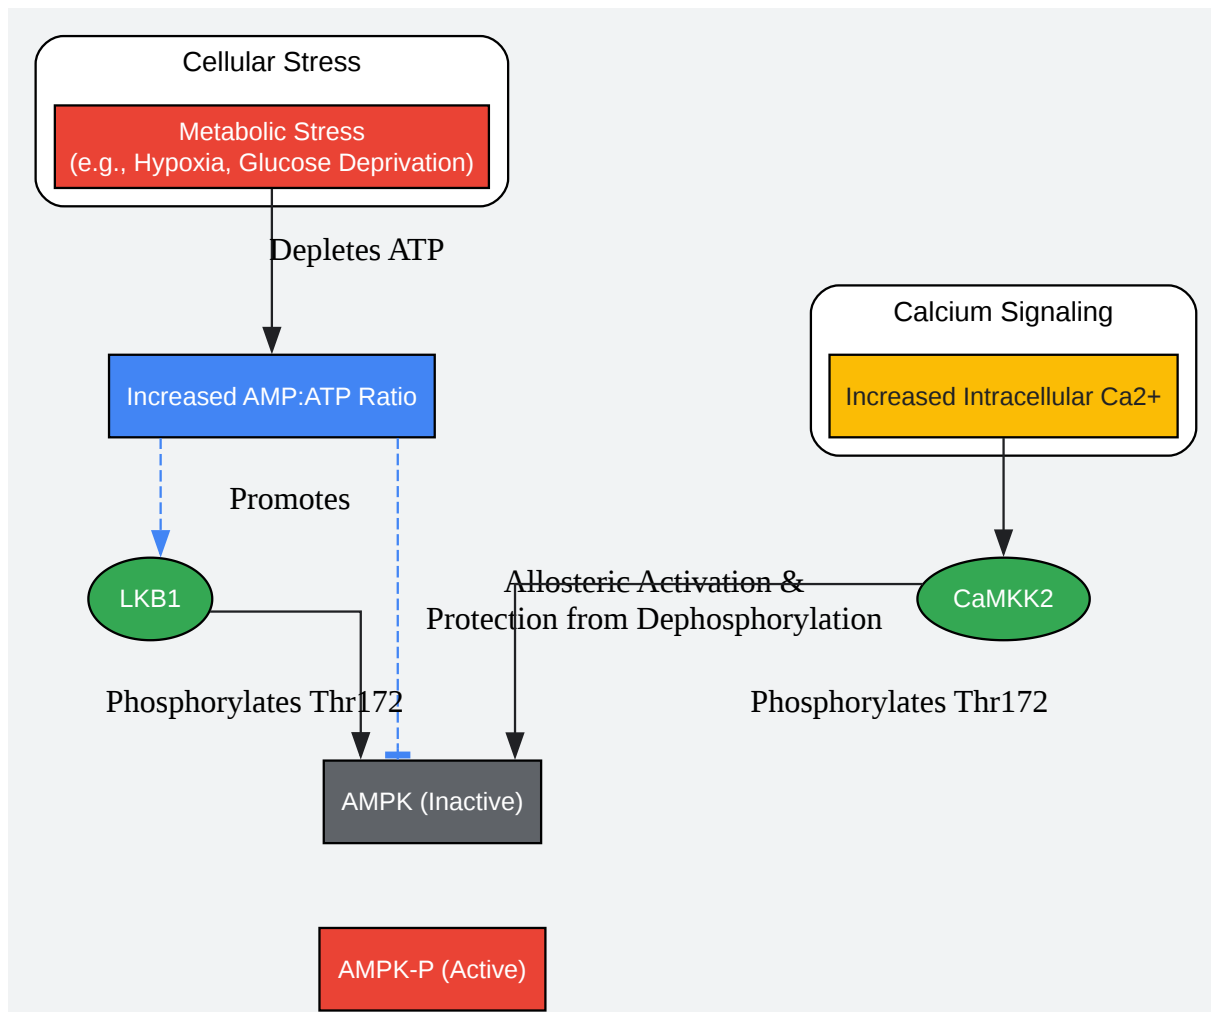 Cellular Stress
Metabolic Stress
(e.g., Hypoxia, Glucose Deprivation)
Depletes ATP
Calcium Signaling
Increased AMP:ATP Ratio
Increased Intracellular Ca2+
Promotes
LKB1
Allosteric Activation &
Protection from Dephosphorylation
CaMKK2
Phosphorylates Thr172
Phosphorylates Thr172
AMPK (Inactive)
AMPK-P (Active)